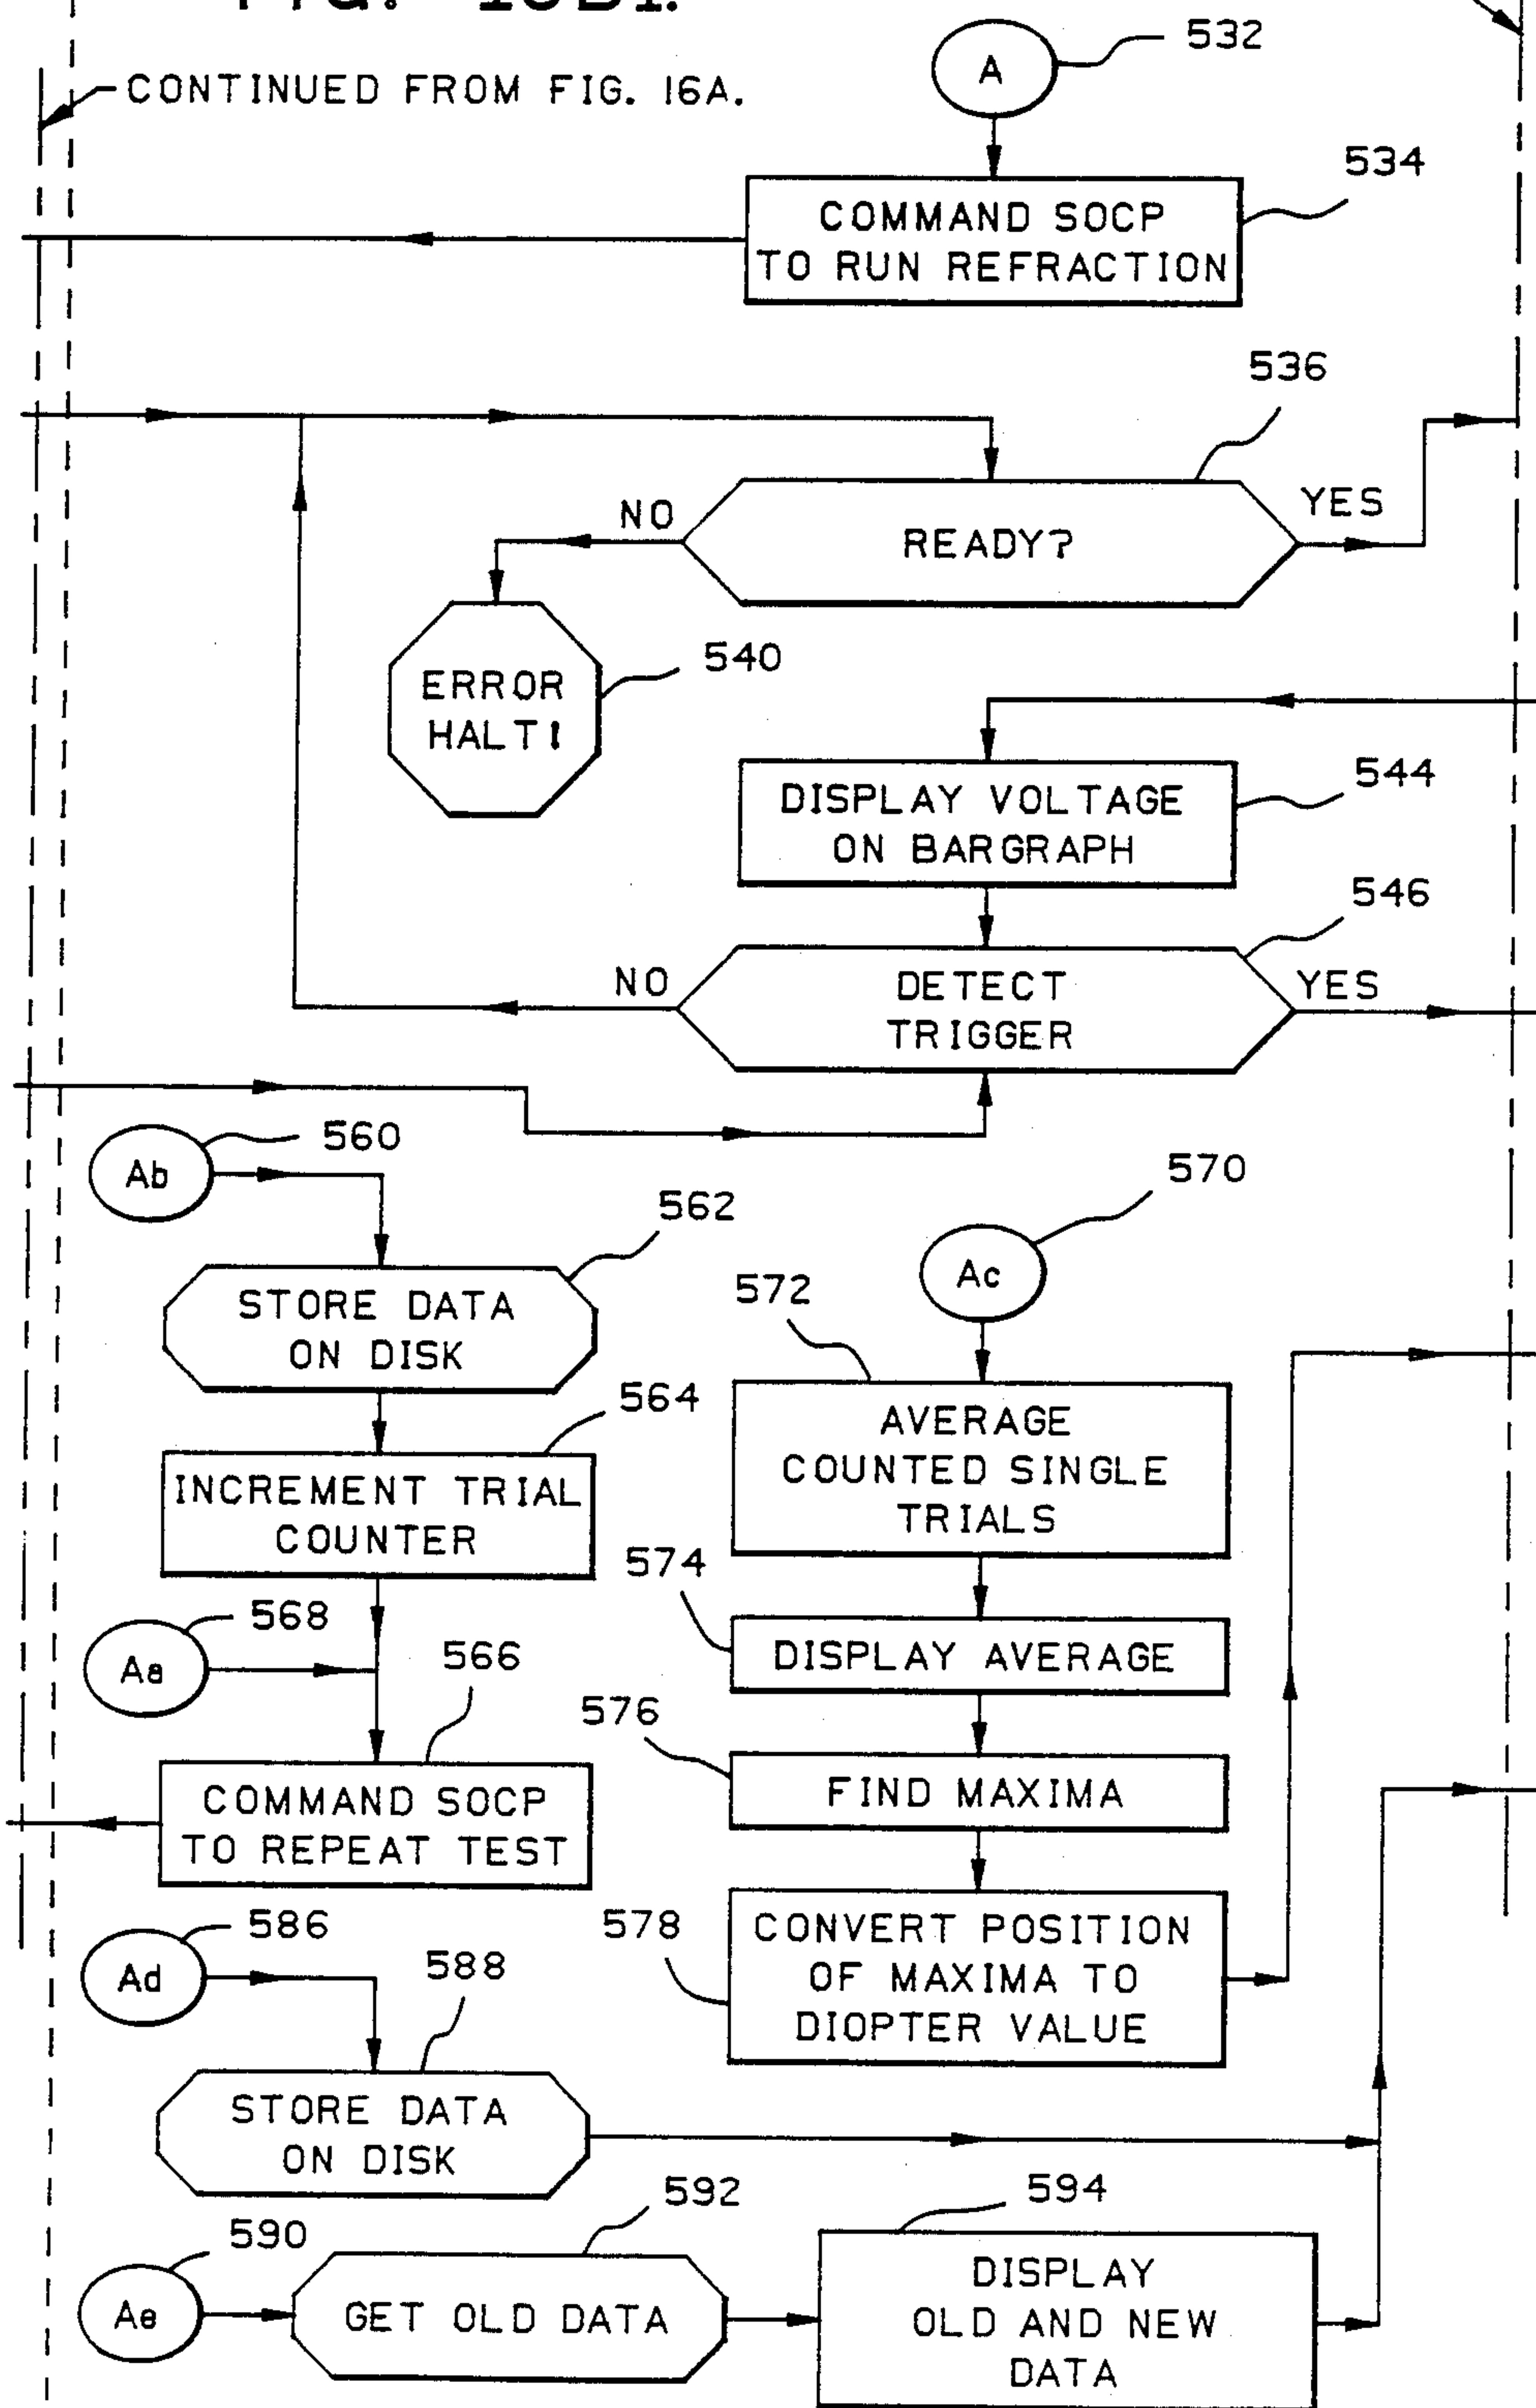 A
532
CONTINUED FROM FIG. 16A.
534
COMMAND SOCP
TO RUN REFRACTION
536
NO
YES
READY?
540
ERROR
HALT!
544
DISPLAY VOLTAGE
ON BARGRAPH
546
NO
YES
DETECT
TRIGGER
560
Ab
570
562
Ac
STORE DATA
ON DISK
572
564
AVERAGE
COUNTED SINGLE
TRIALS
INCREMENT TRIAL
COUNTER
574
568
Aa
566
DISPLAY AVERAGE
576
COMMAND SOCP
TO REPEAT TEST
FIND MAXIMA
586
Ad
588
578
CONVERT POSITION
OF MAXIMA TO
DIOPTER VALUE
STORE DATA
ON DISK
592
594
590
Ae
GET OLD DATA
DISPLAY
OLD AND NEW
DATA